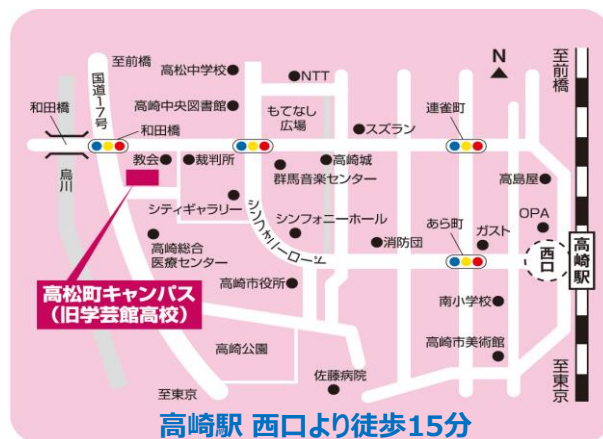 至前橋
高松中学校
NTT
N
至前橋
国道17号
高崎中央図書館
もてなし
広場
連雀町
和田橋
和田橋
スズラン
教会
裁判所
高崎城
群馬音楽センター
高島屋
烏川
シティギャラリー
シンフォニーロード
シンフォニーホール
あら町
ガスト
OPA
高崎総合
医療センター
消防団
西口
高崎駅
高松町キャンパス
(旧学芸館高校)
高崎市役所
南小学校
高崎公園
高崎市美術館
至東京
佐藤病院
至東京
高崎駅 西口より徒歩15分